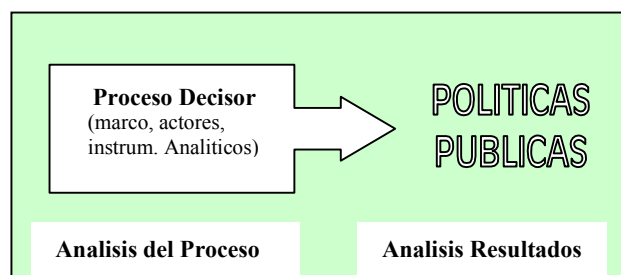 Proceso Decisor
(marco, actores,
instrum. Analiticos)
POLITICAS
PUBLICAS
Analisis del Proceso
Analisis Resultados